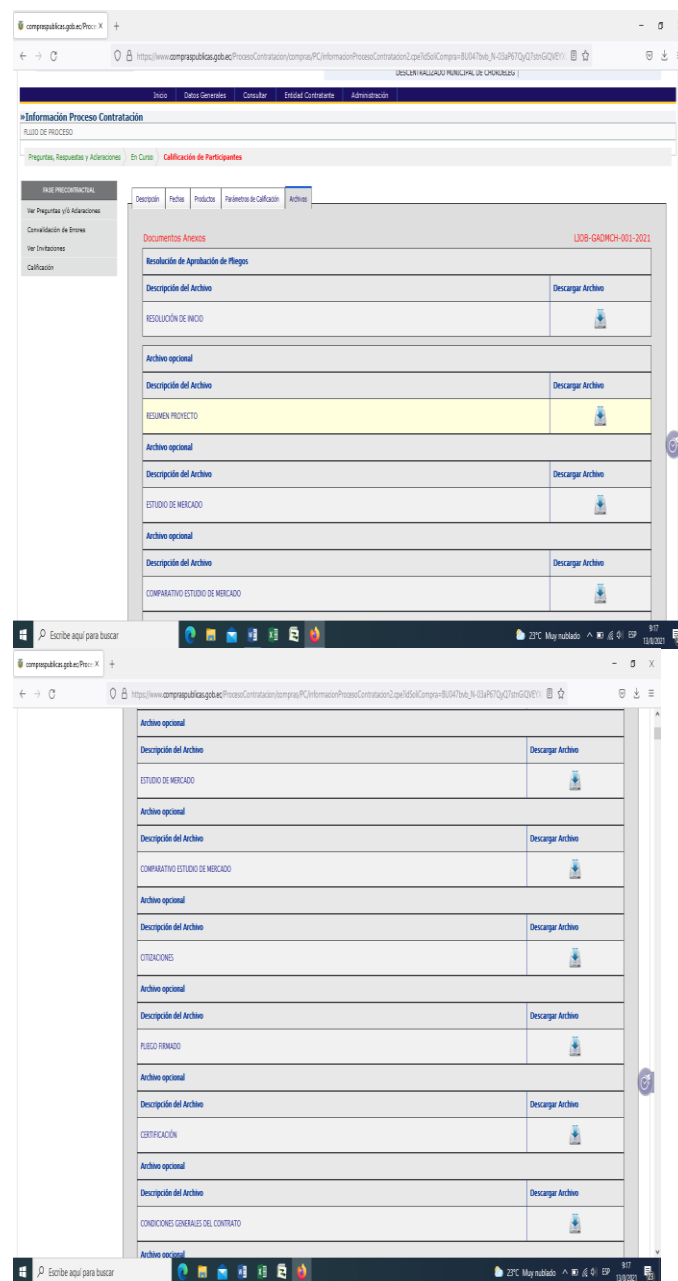 compraspublicas.gob.ec/Proce
https://www.compraspublicas.gob.ec/ProcesoContratacion/compras/PC/informacionProcesoContratacion2.cpe?idSoliCompra=
DESCENTRALIZADO MUNICIPAL DE CHORDELEG |
Inicio Datos Generales Consultar Entidad Contratante Administración
»Información Proceso Contratación
FLUJO DE PROCESO
Preguntas, Respuestas y Aclaraciones En Curso Calificación de Participantes
FASE PRECONTRACTUAL
Ver Preguntas y/ó Aclaraciones
Convalidación de Errores
Ver Invitaciones
Calificación
Descripción Fechas Productos Parámetros de Calificación Archivos
Documentos Anexos
Resolución de Aprobación de Pliegos
Descripción del Archivo Descargar Archivo
RESOLUCIÓN DE INICIO
Archivo opcional
Descripción del Archivo Descargar Archivo
RESUMEN PROYECTO
Archivo opcional
Descripción del Archivo Descargar Archivo
ESTUDIO DE MERCADO
Archivo opcional
Descripción del Archivo Descargar Archivo
COMPARATIVO ESTUDIO DE MERCADO
Escribe aquí para buscar 23°C Muy nublado ESP 9:17
13/8/2021
compraspublicas.gob.ec/Proce
https://www.compraspublicas.gob.ec/ProcesoContratacion/compras/PC/informacionProcesoContratacion2.cpe?idSoliCompra=
Archivo opcional
Descripción del Archivo Descargar Archivo
ESTUDIO DE MERCADO
Archivo opcional
Descripción del Archivo Descargar Archivo
COMPARATIVO ESTUDIO DE MERCADO
Archivo opcional
Descripción del Archivo Descargar Archivo
CITIZACIONES
Archivo opcional
Descripción del Archivo Descargar Archivo
PLIEGO FIRMADO
Archivo opcional
Descripción del Archivo Descargar Archivo
CERTIFICACIÓN
Archivo opcional
Descripción del Archivo Descargar Archivo
CONDICIONES GENERALES DEL CONTRATO
Archivo opcional
Escribe aquí para buscar 23°C Muy nublado ESP 9:17
13/8/2021